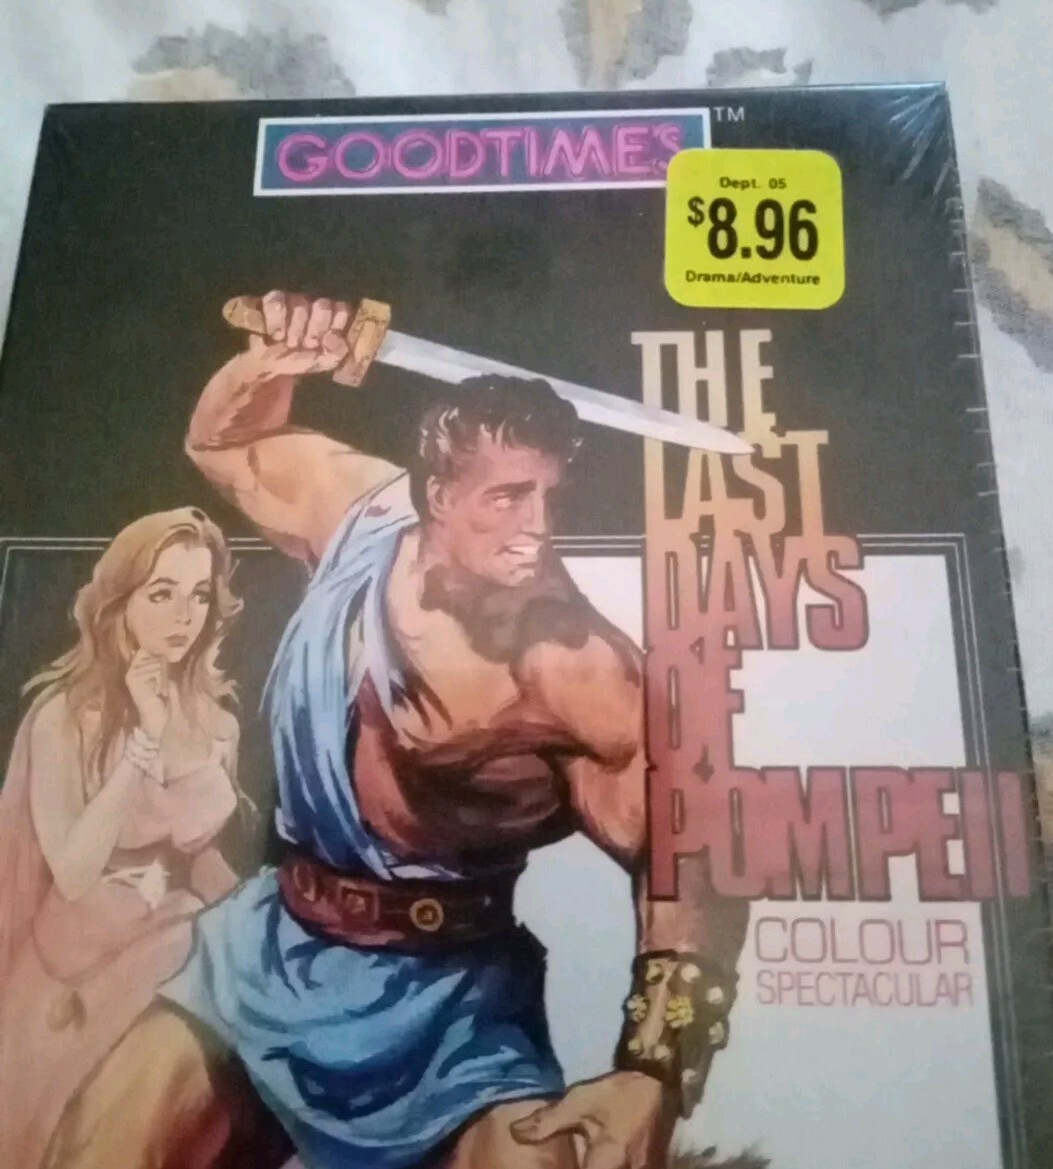 GOODTIMES
TM
Dept. 05
$8.96
Drama/Adventure
THE
LAST
DAYS
OF
POMPEII
COLOUR
SPECTACULAR